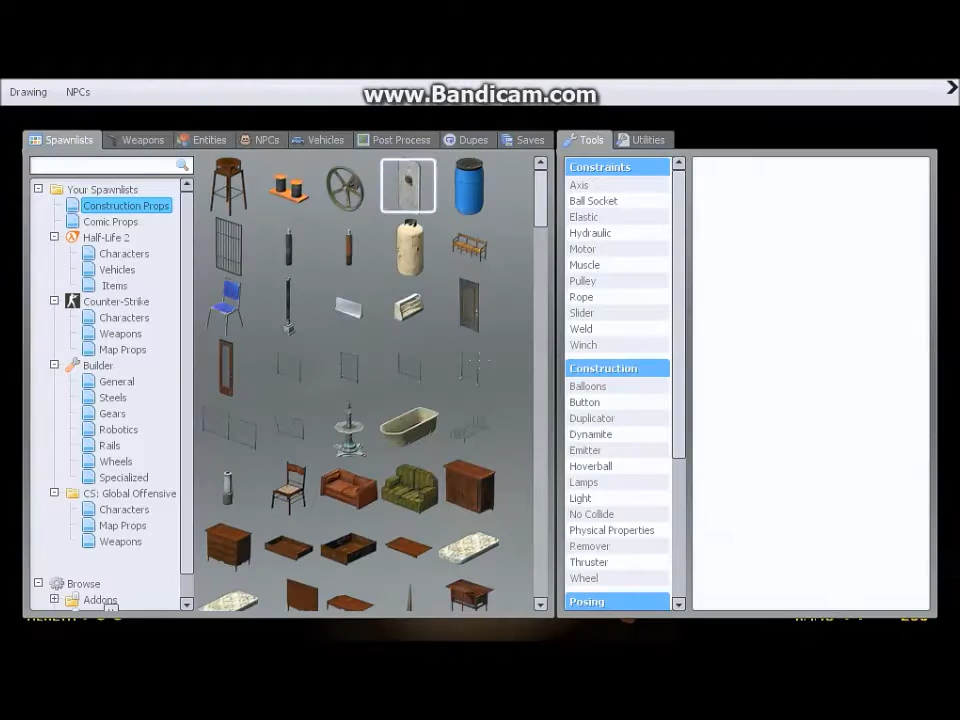 www.Bandicam.com
Drawing NPCs
Spawnlists Weapons Entities NPCs Vehicles Post Process Dupes Saves Tools Utilities
Your Spawnlists
Construction Props
Comic Props
Half-Life 2
Characters
Vehicles
Items
Counter-Strike
Characters
Weapons
Map Props
Builder
General
Steels
Gears
Robotics
Rails
Wheels
Specialized
CS: Global Offensive
Characters
Map Props
Weapons
Browse
Addons
Constraints
Axis
Ball Socket
Elastic
Hydraulic
Motor
Muscle
Pulley
Rope
Slider
Weld
Winch
Construction
Balloons
Button
Duplicator
Dynamite
Emitter
Hoverball
Lamps
Light
No Collide
Physical Properties
Remover
Thruster
Wheel
Posing